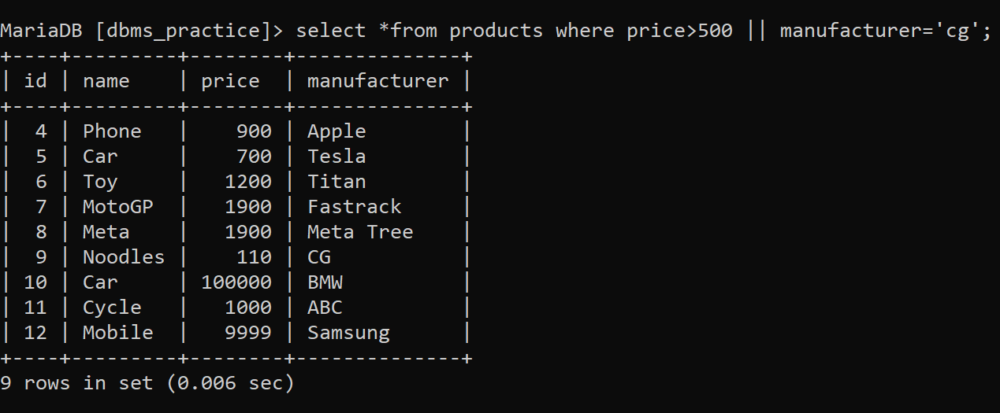 MariaDB [dbms_practice]> select *from products where price>500 || manufacturer='cg';
+----+---------+--------+--------------+
| id | name    | price  | manufacturer |
+----+---------+--------+--------------+
|  4 | Phone   |    900 | Apple        |
|  5 | Car     |    700 | Tesla        |
|  6 | Toy     |   1200 | Titan        |
|  7 | MotoGP  |   1900 | Fastrack     |
|  8 | Meta    |   1900 | Meta Tree    |
|  9 | Noodles |    110 | CG           |
| 10 | Car     | 100000 | BMW          |
| 11 | Cycle   |   1000 | ABC          |
| 12 | Mobile  |   9999 | Samsung      |
+----+---------+--------+--------------+
9 rows in set (0.006 sec)